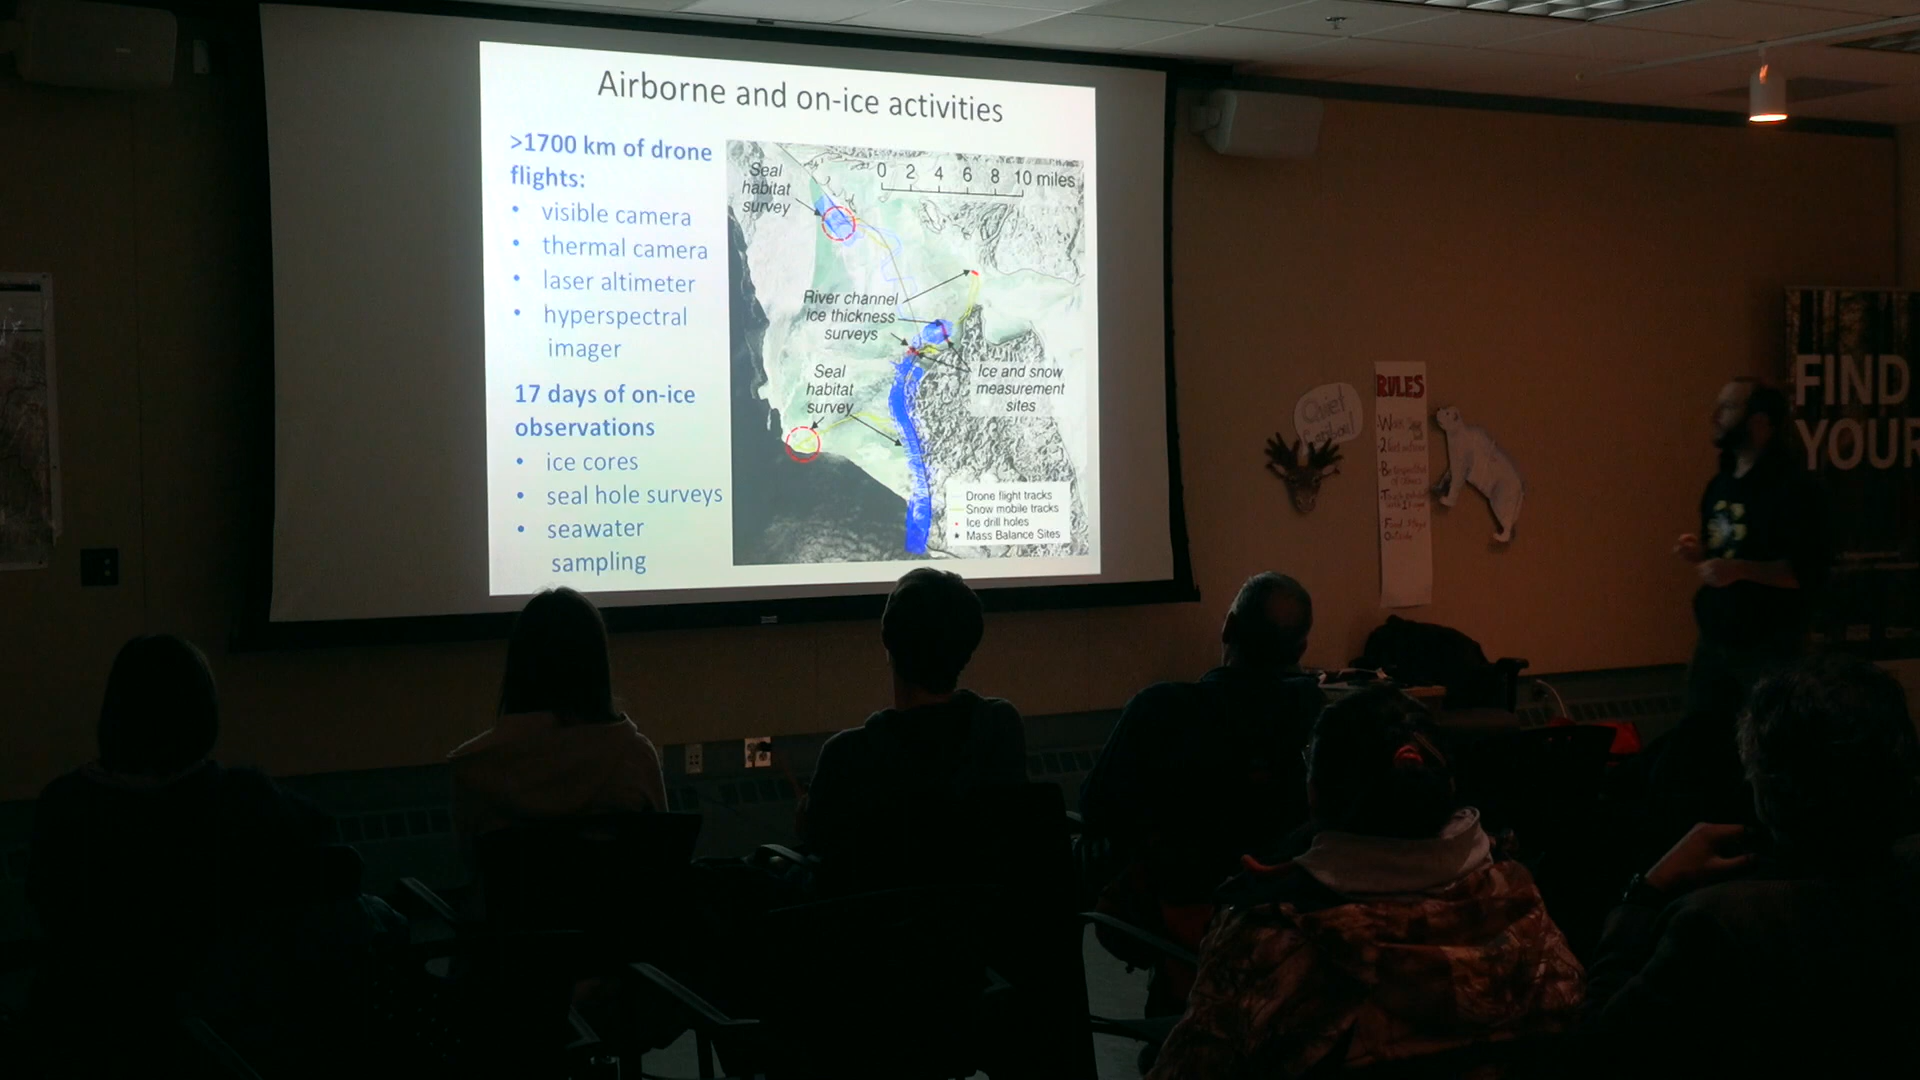 Airborne and on-ice activities
>1700 km of drone
flights:
• visible camera
• thermal camera
• laser altimeter
• hyperspectral
imager
17 days of on-ice
observations
• ice cores
• seal hole surveys
• seawater
sampling
Seal
habitat
survey
0 2 4 6 8 10 miles
River channel
ice thickness
surveys
Seal
habitat
survey
Ice and snow
measurement
sites
Drone flight tracks
Snow mobile tracks
Ice drill holes
Mass Balance Sites
Quiet
Caribou!
RULES
FIND
YOUR